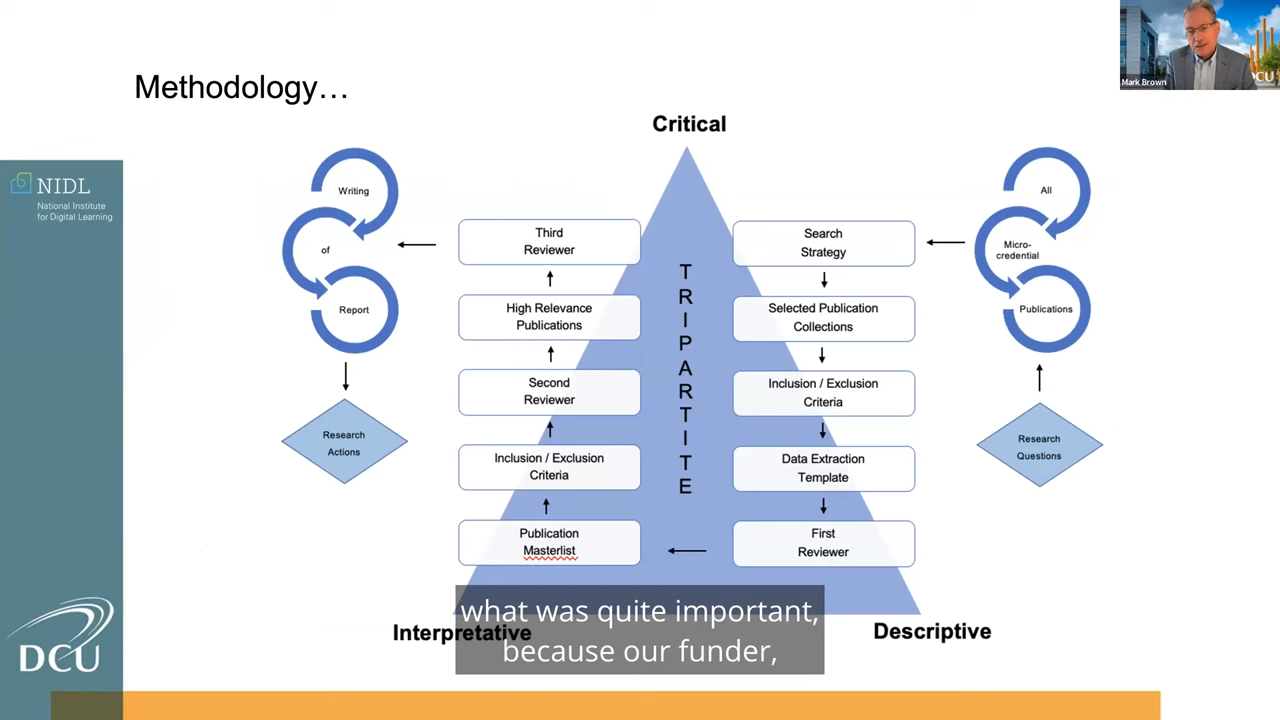 Methodology…
Mark Brown
DCU
NIDL
National Institute
for Digital Learning
Critical
Writing
of
Report
Research
Actions
Third
Reviewer
High Relevance
Publications
Second
Reviewer
Inclusion / Exclusion
Criteria
Publication
Masterlist
TRIPARTITE
Search
Strategy
Selected Publication
Collections
Inclusion / Exclusion
Criteria
Data Extraction
Template
First
Reviewer
All
Micro-
credential
Publications
Research
Questions
Interpretative
Descriptive
what was quite important,
because our funder,
DCU